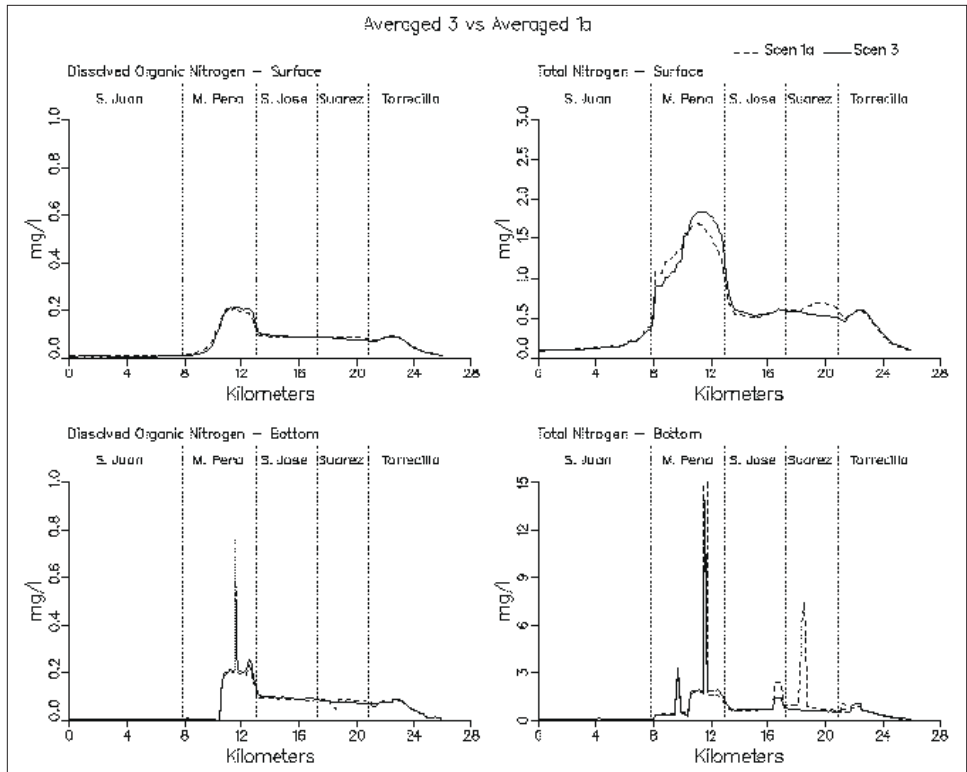 Averaged 3 vs Averaged 1a
Scen 1a Scen 3
Dissolved Organic Nitrogen – Surface
S. Juan M. Pena S. Jose Suarez Torrecilla
1.0
0.8
0.6
0.4
0.2
0.0
mg/l
0 4 8 12 16 20 24 28
Kilometers
Total Nitrogen – Surface
S. Juan M. Pena S. Jose Suarez Torrecilla
3.0
2.5
2.0
1.5
1.0
0.5
0.0
mg/l
0 4 8 12 16 20 24 28
Kilometers
Dissolved Organic Nitrogen – Bottom
S. Juan M. Pena S. Jose Suarez Torrecilla
1.0
0.8
0.6
0.4
0.2
0.0
mg/l
0 4 8 12 16 20 24 28
Kilometers
Total Nitrogen – Bottom
S. Juan M. Pena S. Jose Suarez Torrecilla
15
12
9
6
3
0
mg/l
0 4 8 12 16 20 24 28
Kilometers